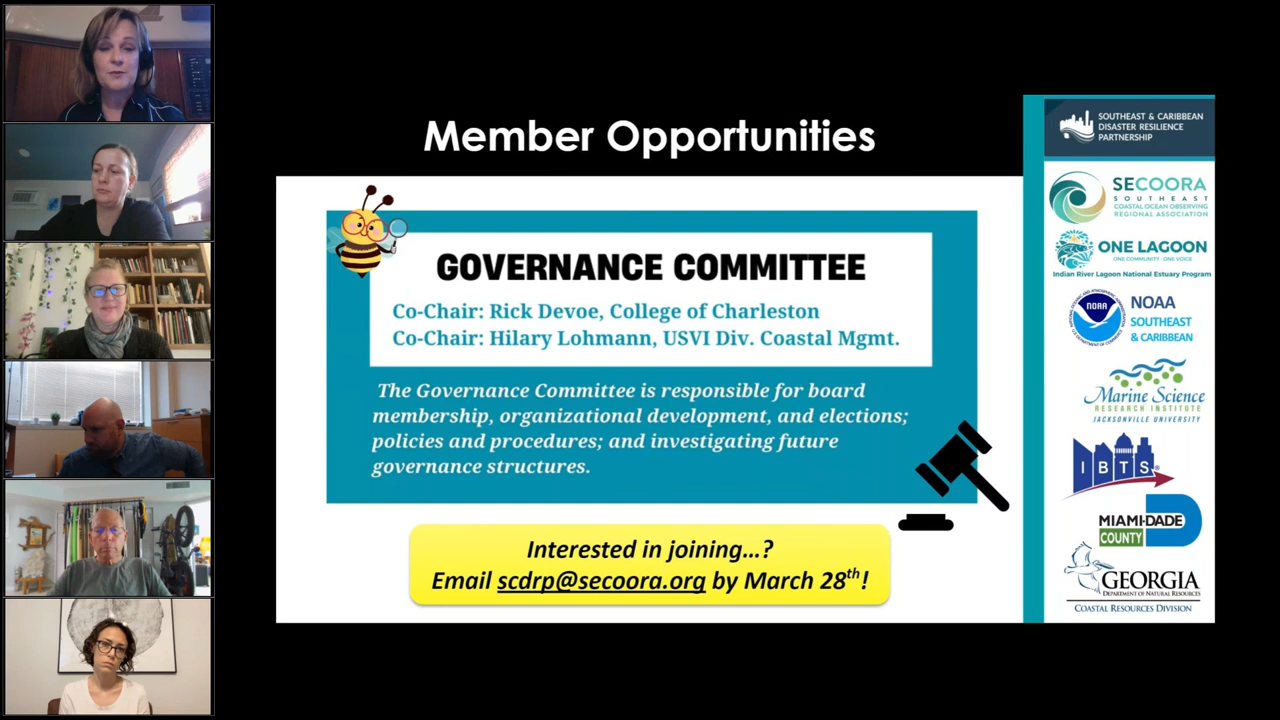 Member Opportunities
GOVERNANCE COMMITTEE
Co-Chair: Rick Devoe, College of Charleston
Co-Chair: Hilary Lohmann, USVI Div. Coastal Mgmt.
The Governance Committee is responsible for board
membership, organizational development, and elections;
policies and procedures; and investigating future
governance structures.
Interested in joining...?
Email scdrp@secoora.org by March 28th!
SOUTHEAST & CARIBBEAN
DISASTER RESILIENCE
PARTNERSHIP
SECOORA
SOUTHEAST
COASTAL OCEAN OBSERVING
REGIONAL ASSOCIATION
ONE LAGOON
ONE COMMUNITY · ONE VOICE
Indian River Lagoon National Estuary Program
NOAA
NOAA
SOUTHEAST
& CARIBBEAN
Marine Science
RESEARCH INSTITUTE
JACKSONVILLE UNIVERSITY
IBTS®
MIAMI-DADE
COUNTY
GEORGIA
DEPARTMENT OF NATURAL RESOURCES
COASTAL RESOURCES DIVISION